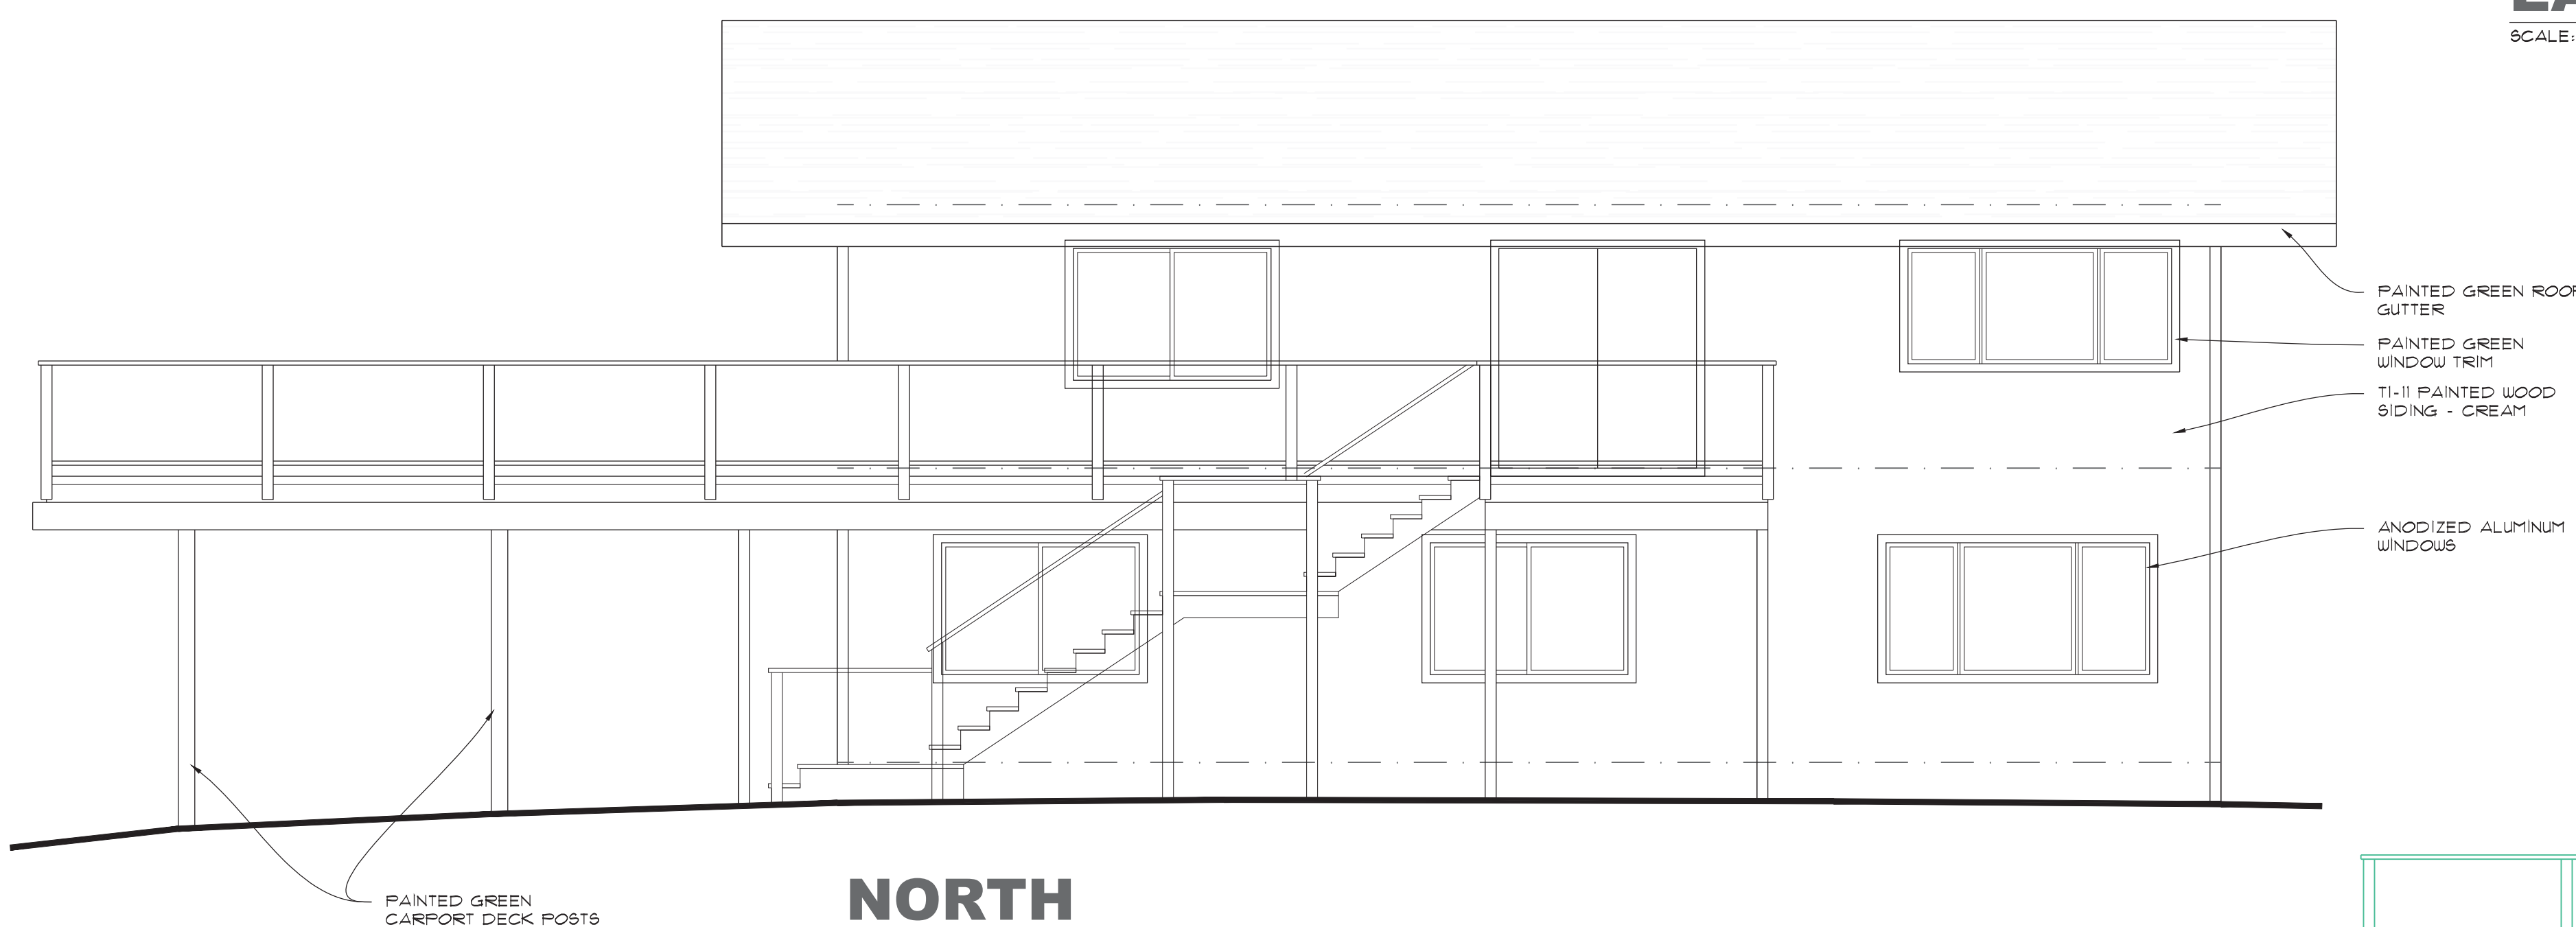 SCALE:
PAINTED GREEN ROOF
GUTTER
PAINTED GREEN
WINDOW TRIM
T1-11 PAINTED WOOD
SIDING - CREAM
ANODIZED ALUMINUM
WINDOWS
PAINTED GREEN
CARPORT DECK POSTS
NORTH